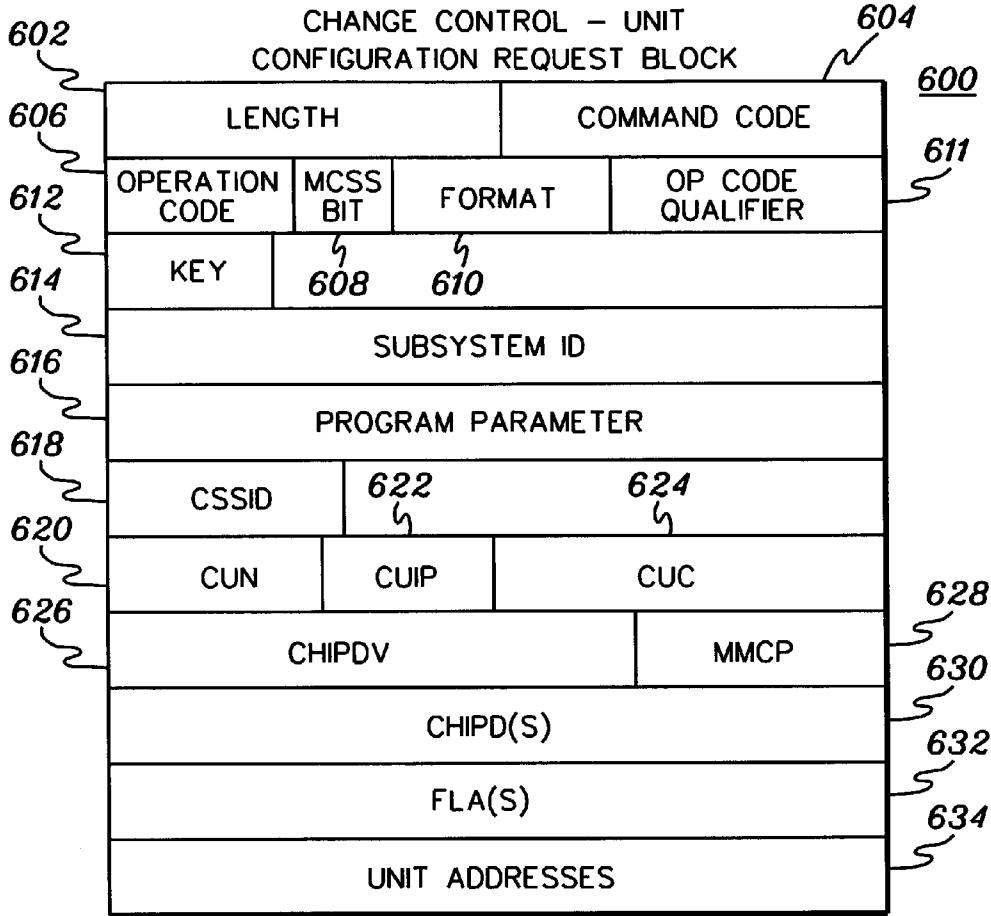 CHANGE CONTROL – UNIT
CONFIGURATION REQUEST BLOCK
600
602
604
LENGTH
COMMAND CODE
606
611
OPERATION
CODE
MCSS
BIT
FORMAT
OP CODE
QUALIFIER
612
KEY
608
610
614
SUBSYSTEM ID
616
PROGRAM PARAMETER
618
CSSID
622
624
620
CUN
CUIP
CUC
626
628
CHIPDV
MMCP
630
CHIPD(S)
632
FLA(S)
634
UNIT ADDRESSES